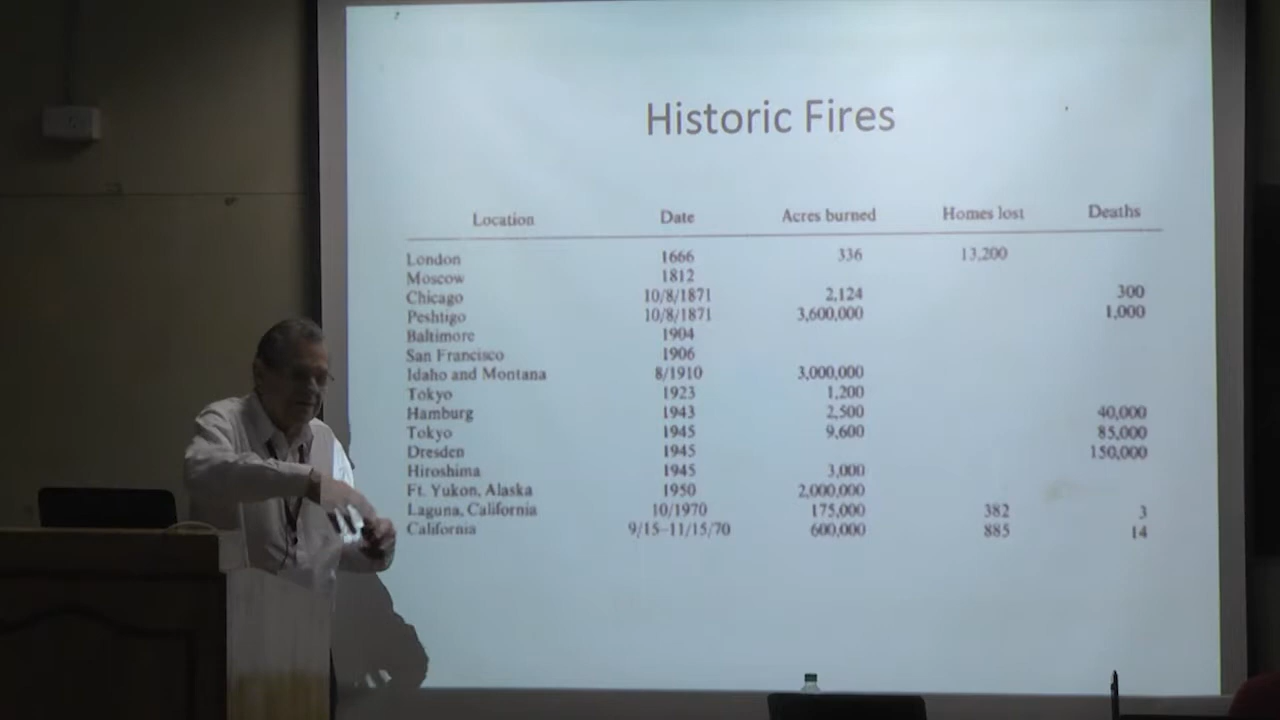 Historic Fires
Location Date Acres burned Homes lost Deaths
London 1666 336 13,200
Moscow 1812
Chicago 10/8/1871 2,124 300
Peshtigo 10/8/1871 3,600,000 1,000
Baltimore 1904
San Francisco 1906
Idaho and Montana 8/1910 3,000,000
Tokyo 1923 1,200
Hamburg 1943 2,500 40,000
Tokyo 1945 9,600 85,000
Dresden 1945 150,000
Hiroshima 1945 3,000
Ft. Yukon, Alaska 1950 2,000,000
Laguna, California 10/1970 175,000 382 3
California 9/15–11/15/70 600,000 885 14